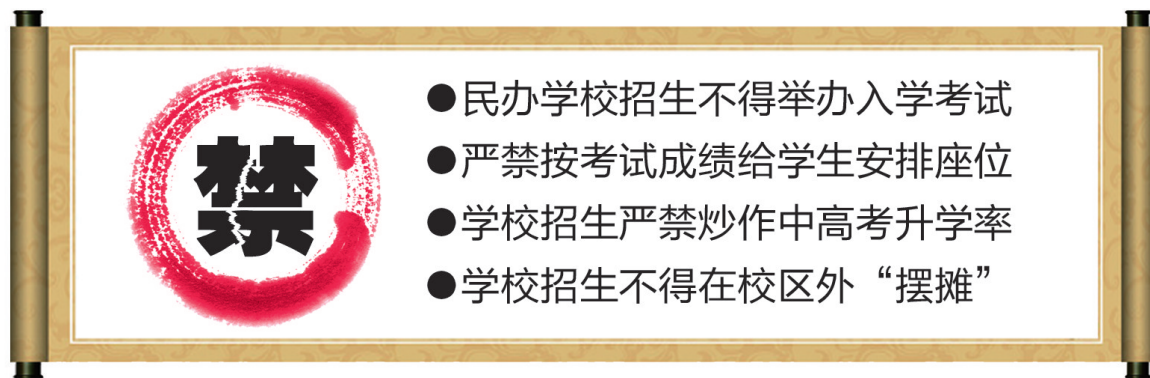 禁
●民办学校招生不得举办入学考试
●严禁按考试成绩给学生安排座位
●学校招生严禁炒作中高考升学率
●学校招生不得在校区外“摆摊”